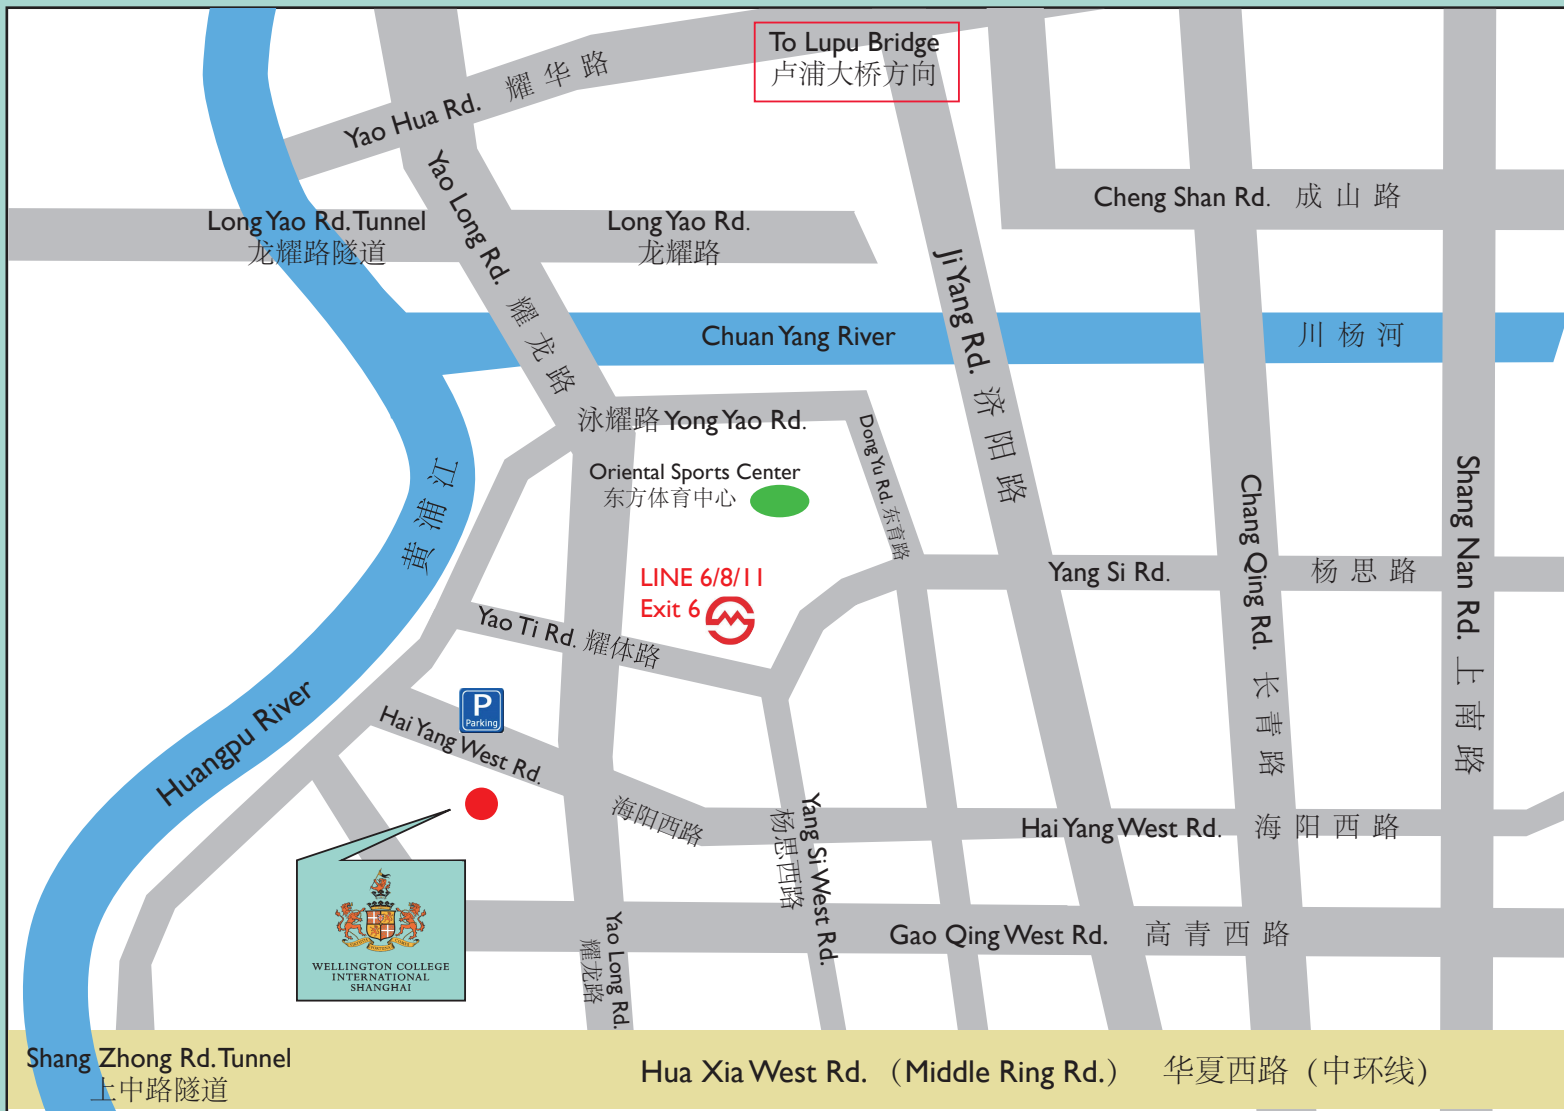 To Lupu Bridge
卢浦大桥方向
Yao Hua Rd. 耀华路
Yao Long Rd. 耀龙路
Cheng Shan Rd. 成山路
Long Yao Rd. Tunnel
龙耀路隧道
Long Yao Rd.
龙耀路
Ji Yang Rd. 济阳路
Chuan Yang River 川杨河
泳耀路 Yong Yao Rd.
Dong Yu Rd. 东育路
Oriental Sports Center
东方体育中心
黄浦江
Huangpu River
Chang Qing Rd. 长青路
Shang Nan Rd. 上南路
LINE 6/8/11
Exit 6
Yang Si Rd. 杨思路
Yao Ti Rd. 耀体路
P
Parking
Hai Yang West Rd.
海阳西路
Yang Si West Rd.
杨思西路
Hai Yang West Rd. 海阳西路
WELLINGTON COLLEGE
INTERNATIONAL
SHANGHAI
Yao Long Rd.
耀龙路
Gao Qing West Rd. 高青西路
Shang Zhong Rd. Tunnel
上中路隧道
Hua Xia West Rd. （Middle Ring Rd.） 华夏西路（中环线）